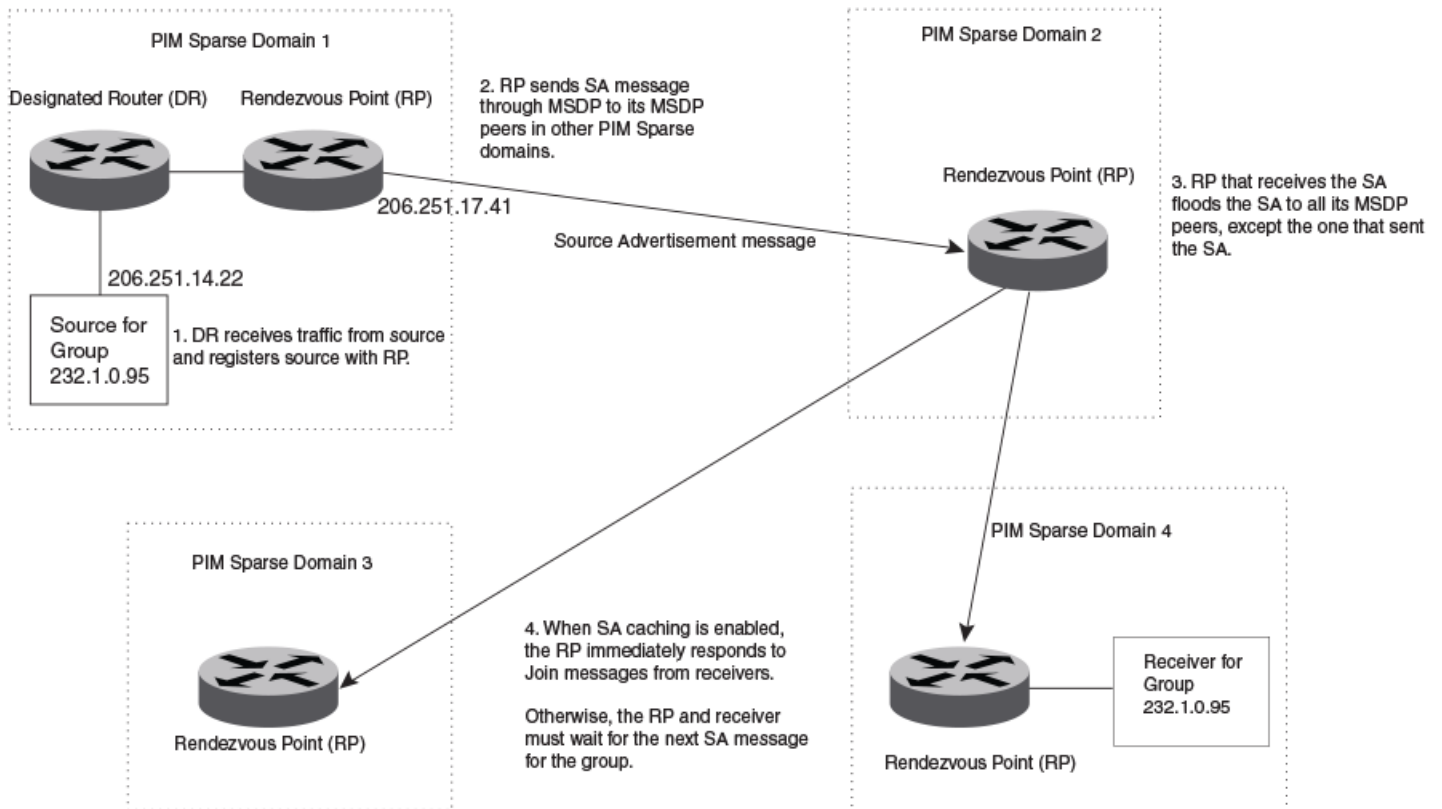 PIM Sparse Domain 1
Designated Router (DR)
Rendezvous Point (RP)
206.251.17.41
206.251.14.22
Source for
Group
232.1.0.95
1. DR receives traffic from source
and registers source with RP.
2. RP sends SA message
through MSDP to its MSDP
peers in other PIM Sparse
domains.
Source Advertisement message
PIM Sparse Domain 2
Rendezvous Point (RP)
3. RP that receives the SA
floods the SA to all its MSDP
peers, except the one that sent
the SA.
PIM Sparse Domain 3
Rendezvous Point (RP)
4. When SA caching is enabled,
the RP immediately responds to
Join messages from receivers.
Otherwise, the RP and receiver
must wait for the next SA message
for the group.
PIM Sparse Domain 4
Rendezvous Point (RP)
Receiver for
Group
232.1.0.95